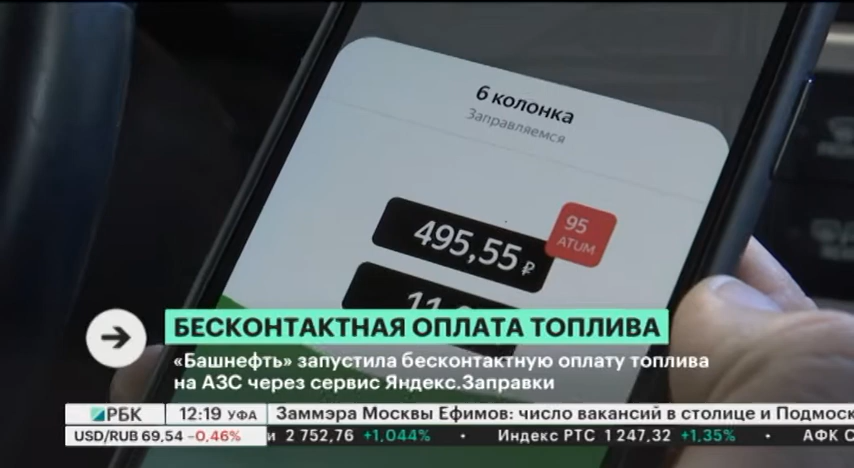 6 колонка
Заправляемся
495,55 ₽
95
ATUM
БЕСКОНТАКТНАЯ ОПЛАТА ТОПЛИВА
«Башнефть» запустила бесконтактную оплату топлива
на АЗС через сервис Яндекс.Заправки
РБК 12:19 УФА Заммэра Москвы Ефимов: число вакансий в столице и Подмоск
USD/RUB 69,54 -0,46% и 2 752,76 +1,044% • Индекс РТС 1 247,32 +1,35% • АФК С